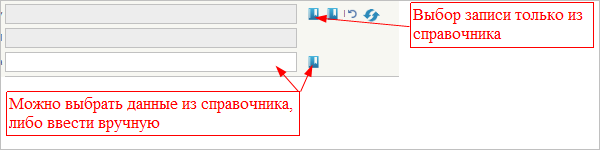 Выбор записи только из
справочника
Можно выбрать данные из справочника,
либо ввести вручную